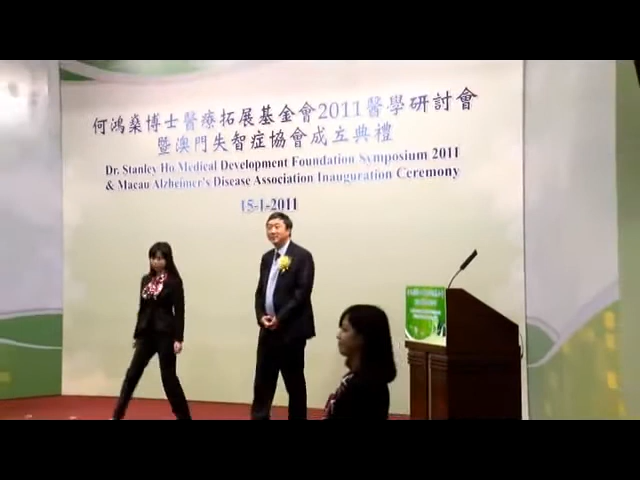 何鴻燊博士醫療拓展基金會2011醫學研討會
暨澳門失智症協會成立典禮
Dr. Stanley Ho Medical Development Foundation Symposium 2011
& Macau Alzheimer's Disease Association Inauguration Ceremony
15-1-2011